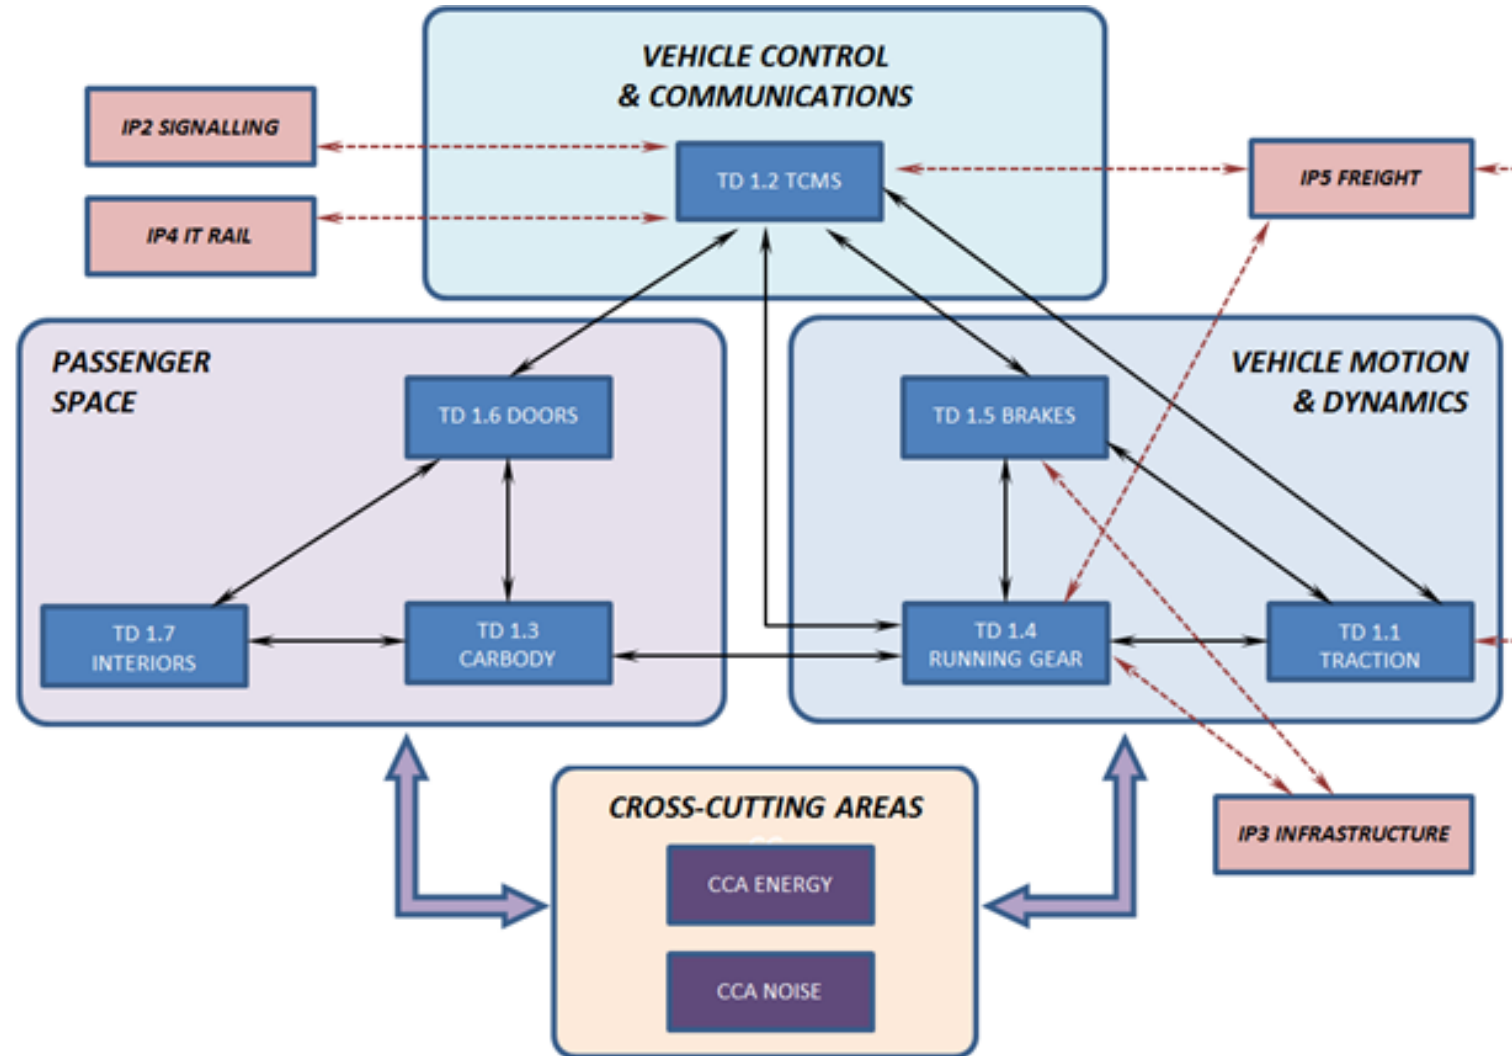 VEHICLE CONTROL
& COMMUNICATIONS
IP2 SIGNALLING
TD 1.2 TCMS
IP5 FREIGHT
IP4 IT RAIL
PASSENGER
SPACE
VEHICLE MOTION
& DYNAMICS
TD 1.6 DOORS
TD 1.5 BRAKES
TD 1.7
INTERIORS
TD 1.3
CARBODY
TD 1.4
RUNNING GEAR
TD 1.1
TRACTION
CROSS-CUTTING AREAS
IP3 INFRASTRUCTURE
CCA ENERGY
CCA NOISE